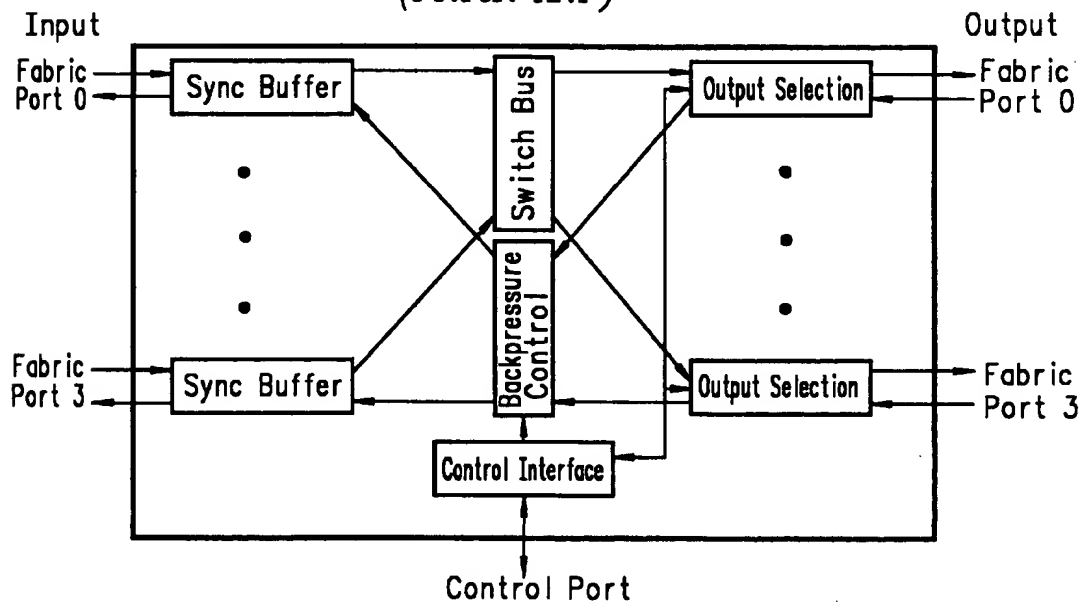 Input
Output
Fabric
Port 0
Sync Buffer
Switch Bus
Output Selection
Fabric
Port 0
Backpressure
Control
Fabric
Port 3
Sync Buffer
Output Selection
Fabric
Port 3
Control Interface
Control Port